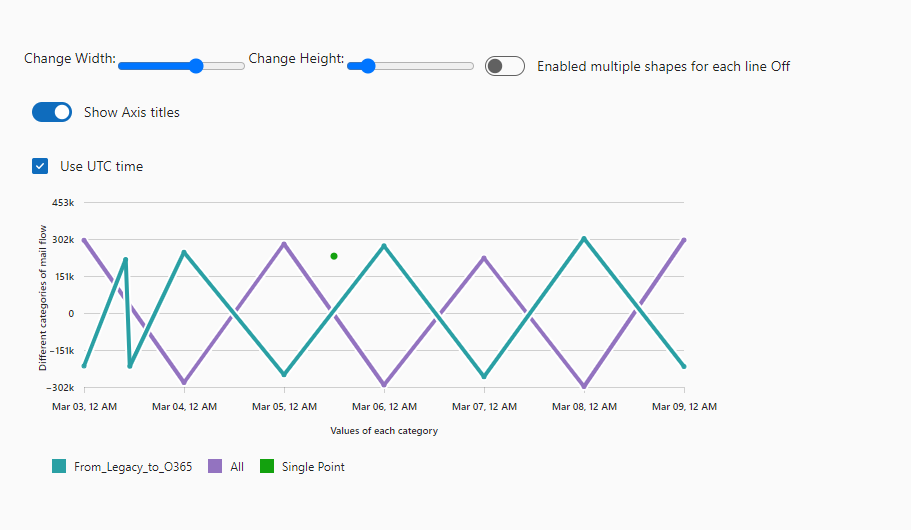 Change Width: Change Height: Enabled multiple shapes for each line Off
Show Axis titles
Use UTC time
453k
302k
151k
0
−151k
−302k
Different categories of mail flow
Mar 03, 12 AM Mar 04, 12 AM Mar 05, 12 AM Mar 06, 12 AM Mar 07, 12 AM Mar 08, 12 AM Mar 09, 12 AM
Values of each category
From_Legacy_to_O365 All Single Point